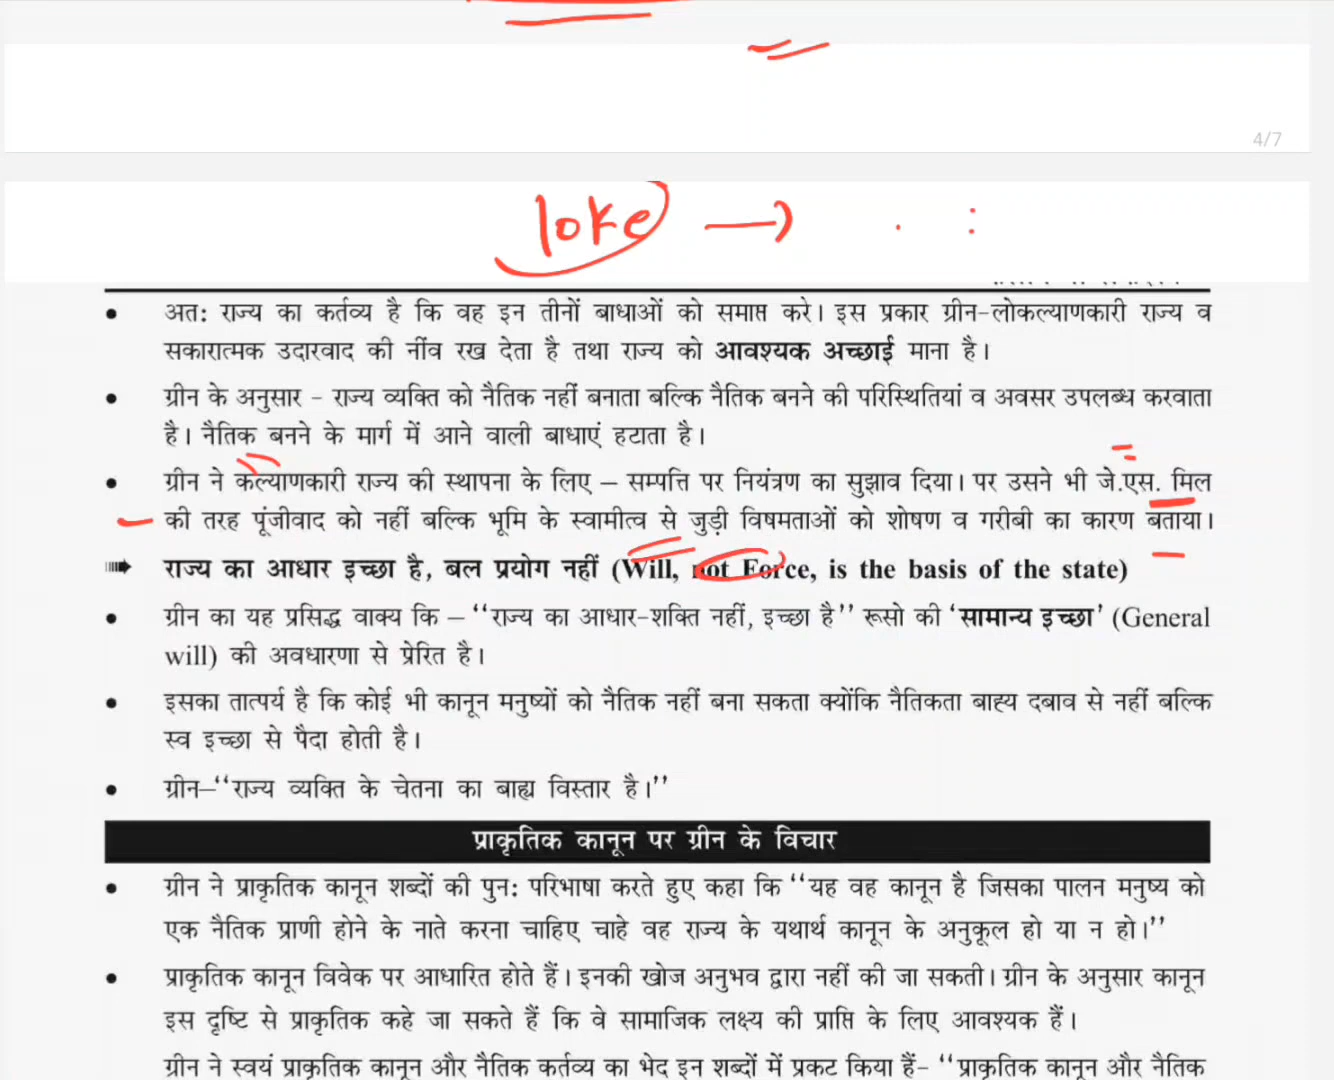 4/7
loke →
• अतः राज्य का कर्तव्य है कि वह इन तीनों बाधाओं को समाप्त करे। इस प्रकार ग्रीन-लोकल्याणकारी राज्य व
सकारात्मक उदारवाद की नींव रख देता है तथा राज्य को आवश्यक अच्छाई माना है।
• ग्रीन के अनुसार - राज्य व्यक्ति को नैतिक नहीं बनाता बल्कि नैतिक बनने की परिस्थितियां व अवसर उपलब्ध करवाता
है। नैतिक बनने के मार्ग में आने वाली बाधाएं हटाता है।
• ग्रीन ने कल्याणकारी राज्य की स्थापना के लिए – सम्पत्ति पर नियंत्रण का सुझाव दिया। पर उसने भी जे.एस. मिल
की तरह पूंजीवाद को नहीं बल्कि भूमि के स्वामीत्व से जुड़ी विषमताओं को शोषण व गरीबी का कारण बताया।
➠ राज्य का आधार इच्छा है, बल प्रयोग नहीं (Will, not Force, is the basis of the state)
• ग्रीन का यह प्रसिद्ध वाक्य कि – ‘‘राज्य का आधार-शक्ति नहीं, इच्छा है’’ रूसो की ‘सामान्य इच्छा’ (General
will) की अवधारणा से प्रेरित है।
• इसका तात्पर्य है कि कोई भी कानून मनुष्यों को नैतिक नहीं बना सकता क्योंकि नैतिकता बाह्य दबाव से नहीं बल्कि
स्व इच्छा से पैदा होती है।
• ग्रीन–‘‘राज्य व्यक्ति के चेतना का बाह्य विस्तार है।’’
प्राकृतिक कानून पर ग्रीन के विचार
• ग्रीन ने प्राकृतिक कानून शब्दों की पुनः परिभाषा करते हुए कहा कि ‘‘यह वह कानून है जिसका पालन मनुष्य को
एक नैतिक प्राणी होने के नाते करना चाहिए चाहे वह राज्य के यथार्थ कानून के अनुकूल हो या न हो।’’
• प्राकृतिक कानून विवेक पर आधारित होते हैं। इनकी खोज अनुभव द्वारा नहीं की जा सकती। ग्रीन के अनुसार कानून
इस दृष्टि से प्राकृतिक कहे जा सकते हैं कि वे सामाजिक लक्ष्य की प्राप्ति के लिए आवश्यक हैं।
ग्रीन ने स्वयं प्राकृतिक कानून और नैतिक कर्तव्य का भेद इन शब्दों में प्रकट किया हैं- ‘‘प्राकृतिक कानून और नैतिक